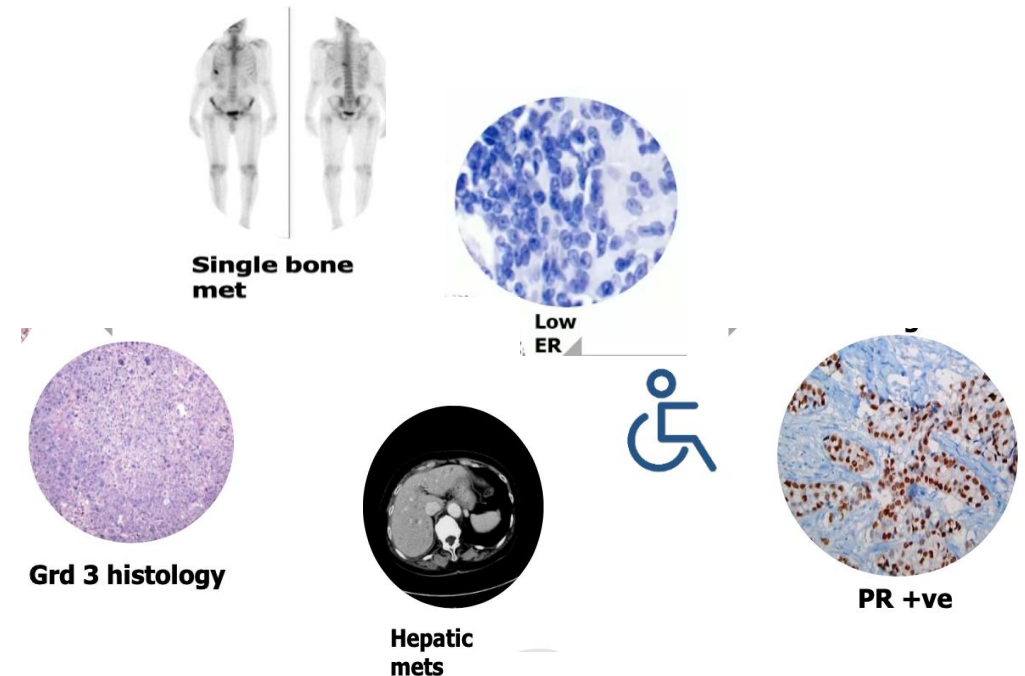 Single bone
met
Low
ER
Grd 3 histology
Hepatic
mets
PR +ve